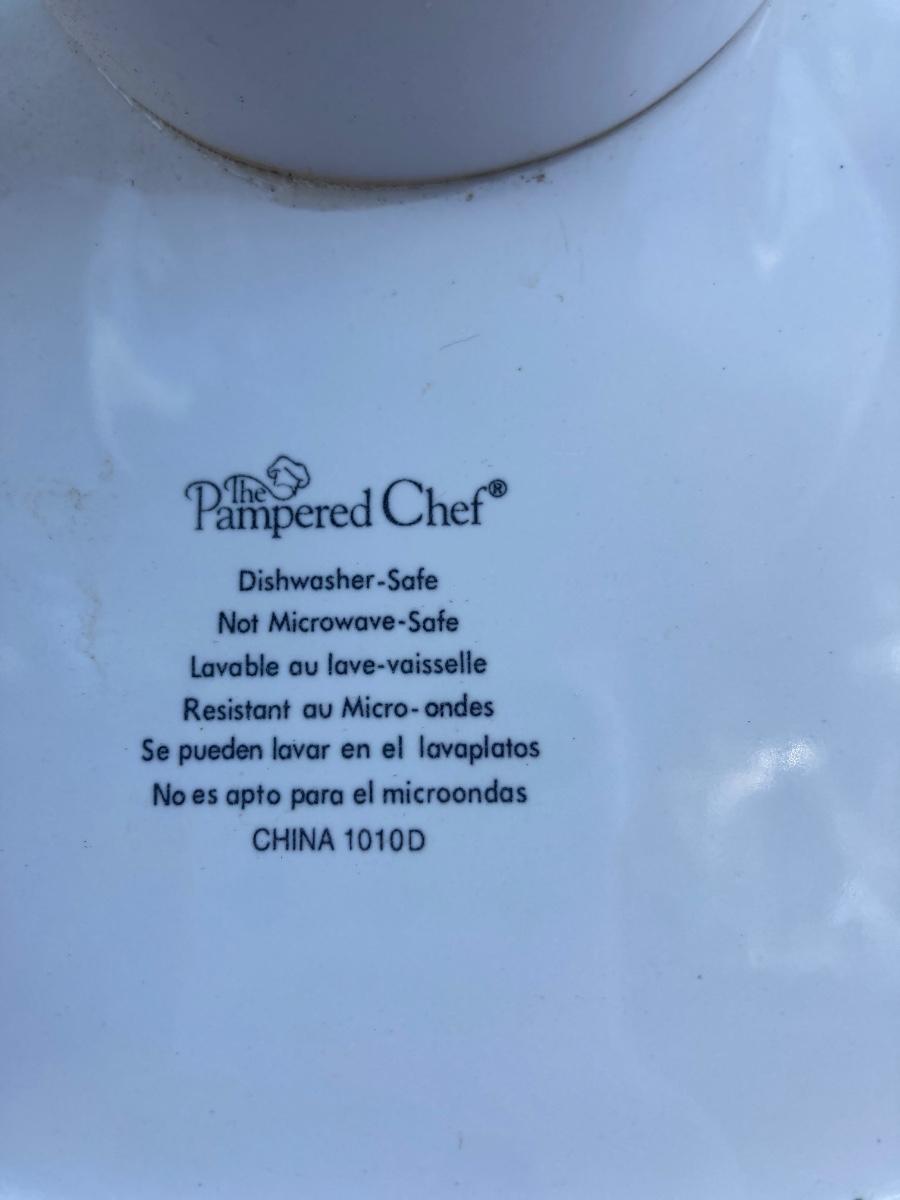 The Pampered Chef®
Dishwasher-Safe
Not Microwave-Safe
Lavable au lave-vaisselle
Resistant au Micro-ondes
Se pueden lavar en el lavaplatos
No es apto para el microondas
CHINA 1010D